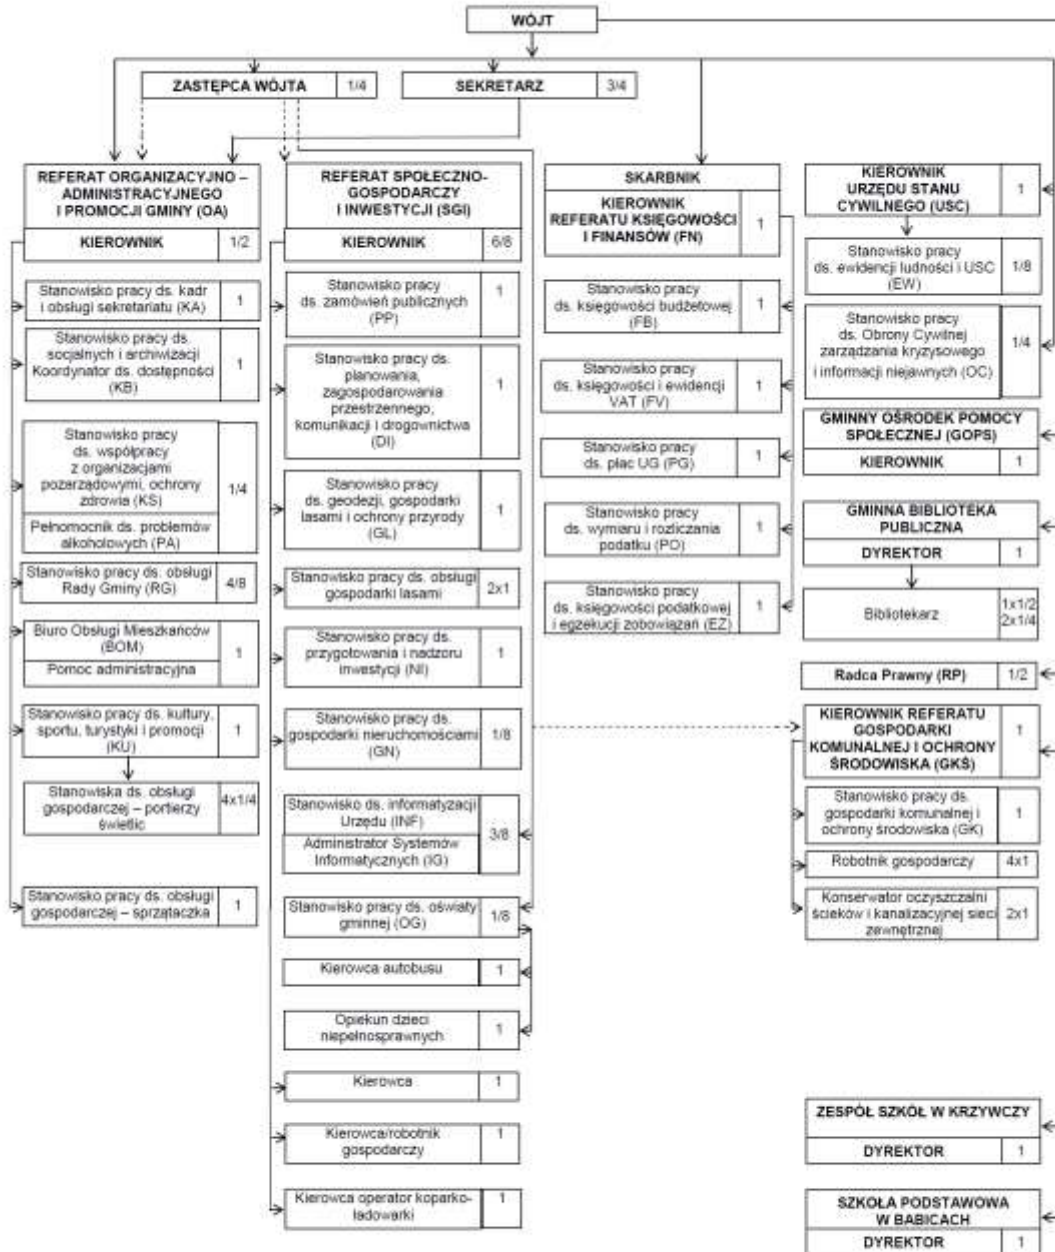 WÓJT
ZASTĘPCA WÓJTA 1/4
SEKRETARZ 3/4
REFERAT ORGANIZACYJNO –
ADMINISTRACYJNEGO
I PROMOCJI GMINY (OA)
KIEROWNIK 1/2
Stanowisko pracy ds. kadr
i obsługi sekretariatu (KA)
1
Stanowisko pracy
ds.
socjalnych i archiwizacji
Koordynator ds. dostępności
(KB)
1
Stanowisko pracy
ds. współpracy
z organizacjami
pozarządowymi, ochrony
zdrowia (KS)
Pełnomocnik ds. problemów
alkoholowych (PA)
1/4
Stanowisko pracy ds. obsługi
Rady Gminy (RG)
4/8
Biuro Obsługi Mieszkańców
(BOM)
Pomoc administracyjna
1
Stanowisko pracy ds. kultury,
sportu, turystyki i promocji
(KU)
1
Stanowiska ds. obsługi
gospodarczej – portierzy
świetlic
4x1/4
Stanowisko pracy ds. obsługi
gospodarczej – sprzątaczka
1
REFERAT SPOŁECZNO-
GOSPODARCZY
I INWESTYCJI (SGI)
KIEROWNIK 6/8
Stanowisko pracy
ds. zamówień publicznych
(PP)
1
Stanowisko pracy ds.
planowania,
zagospodarowania
przestrzennego,
komunikacji i drogownictwa
(DI)
1
Stanowisko pracy
ds. geodezji, gospodarki
lasami i ochrony przyrody
(GL)
1
Stanowisko pracy ds. obsługi
gospodarki lasami
2x1
Stanowisko pracy ds.
przygotowania i nadzoru
inwestycji (NI)
1
Stanowisko pracy ds.
gospodarki nieruchomościami
(GN)
1/8
Stanowisko ds. informatyzacji
Urzędu (INF)
Administrator Systemów
Informatycznych (IG)
3/8
Stanowisko pracy ds. oświaty
gminnej (OG)
1/8
Kierowca autobusu 1
Opiekun dzieci
niepełnosprawnych
1
Kierowca 1
Kierowca/robotnik
gospodarczy
1
Kierowca operator koparko-
ładowarki
1
SKARBNIK
KIEROWNIK
REFERATU KSIĘGOWOŚCI
I FINANSÓW (FN)
1
Stanowisko pracy
ds. księgowości budżetowej
(FB)
1
Stanowisko pracy
ds. księgowości i ewidencji
VAT (FV)
1
Stanowisko pracy
ds. płac UG (PG)
1
Stanowisko pracy
ds. wymiaru i rozliczania
podatku (PO)
1
Stanowisko pracy
ds. księgowości podatkowej
i egzekucji zobowiązań (EZ)
1
KIEROWNIK
URZĘDU STANU
CYWILNEGO (USC)
1
Stanowisko pracy
ds. ewidencji ludności i USC
(EW)
1/8
Stanowisko pracy
ds. Obrony Cywilnej
zarządzania kryzysowego
i informacji niejawnych (OC)
1/4
GMINNY OŚRODEK POMOCY
SPOŁECZNEJ (GOPS)
KIEROWNIK 1
GMINNA BIBLIOTEKA
PUBLICZNA
DYREKTOR 1
Bibliotekarz
1x1/2
2x1/4
Radca Prawny (RP) 1/2
KIEROWNIK REFERATU
GOSPODARKI
KOMUNALNEJ I OCHRONY
ŚRODOWISKA (GKŚ)
1
Stanowisko pracy ds.
gospodarki komunalnej i
ochrony środowiska (GK)
1
Robotnik gospodarczy 4x1
Konserwator oczyszczalni
ścieków i kanalizacyjnej sieci
zewnętrznej
2x1
ZESPÓŁ SZKÓŁ W KRZYWCZY
DYREKTOR 1
SZKOŁA PODSTAWOWA
W BABICACH
DYREKTOR 1